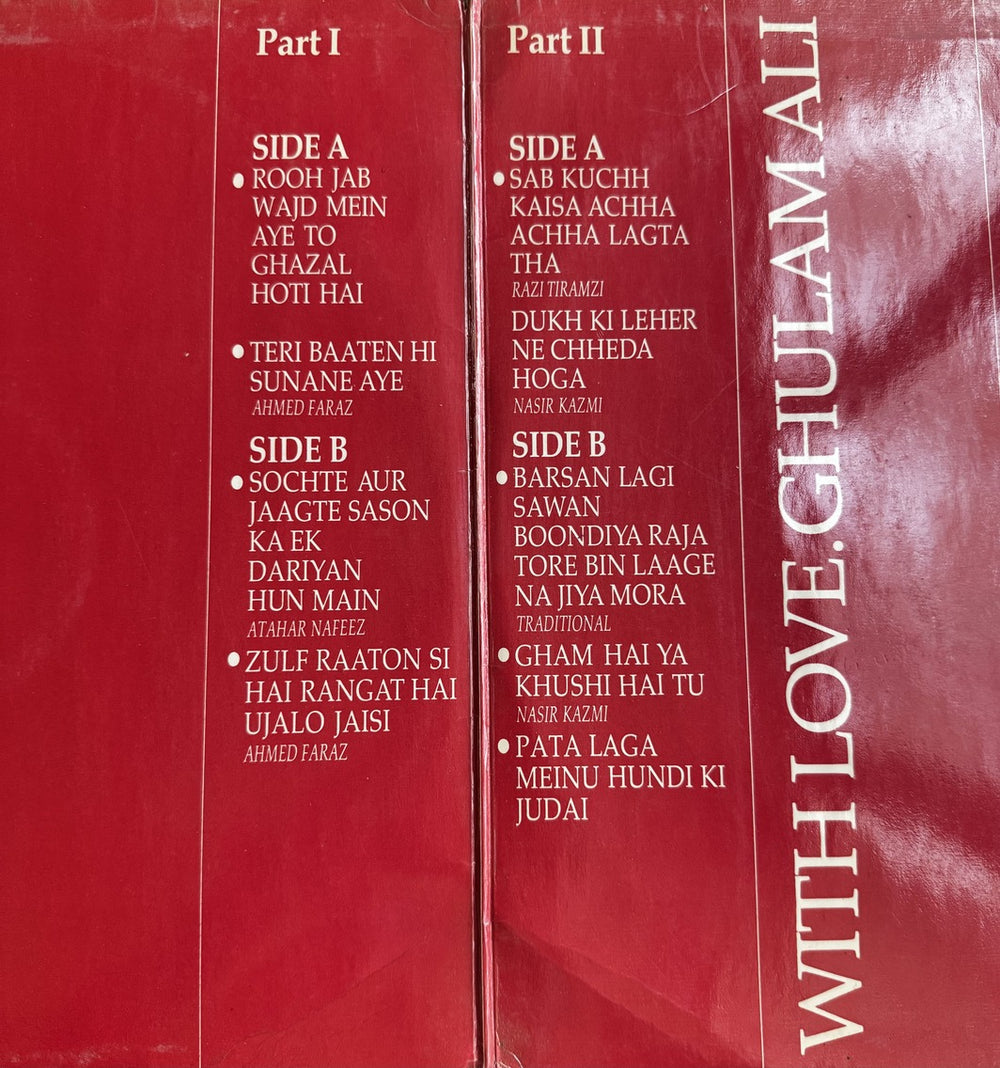 Part I
SIDE A
• ROOH JAB
WAJD MEIN
AYE TO
GHAZAL
HOTI HAI
• TERI BAATEN HI
SUNANE AYE
AHMED FARAZ
SIDE B
• SOCHTE AUR
JAAGTE SASON
KA EK
DARIYAN
HUN MAIN
ATAHAR NAFEEZ
• ZULF RAATON SI
HAI RANGAT HAI
UJALO JAISI
AHMED FARAZ
Part II
SIDE A
• SAB KUCHH
KAISA ACHHA
ACHHA LAGTA
THA
RAZI TIRAMZI
DUKH KI LEHER
NE CHHEDA
HOGA
NASIR KAZMI
SIDE B
• BARSAN LAGI
SAWAN
BOONDIYA RAJA
TORE BIN LAAGE
NA JIYA MORA
TRADITIONAL
• GHAM HAI YA
KHUSHI HAI TU
NASIR KAZMI
• PATA LAGA
MEINU HUNDI KI
JUDAI
WITH LOVE. GHULAM ALI